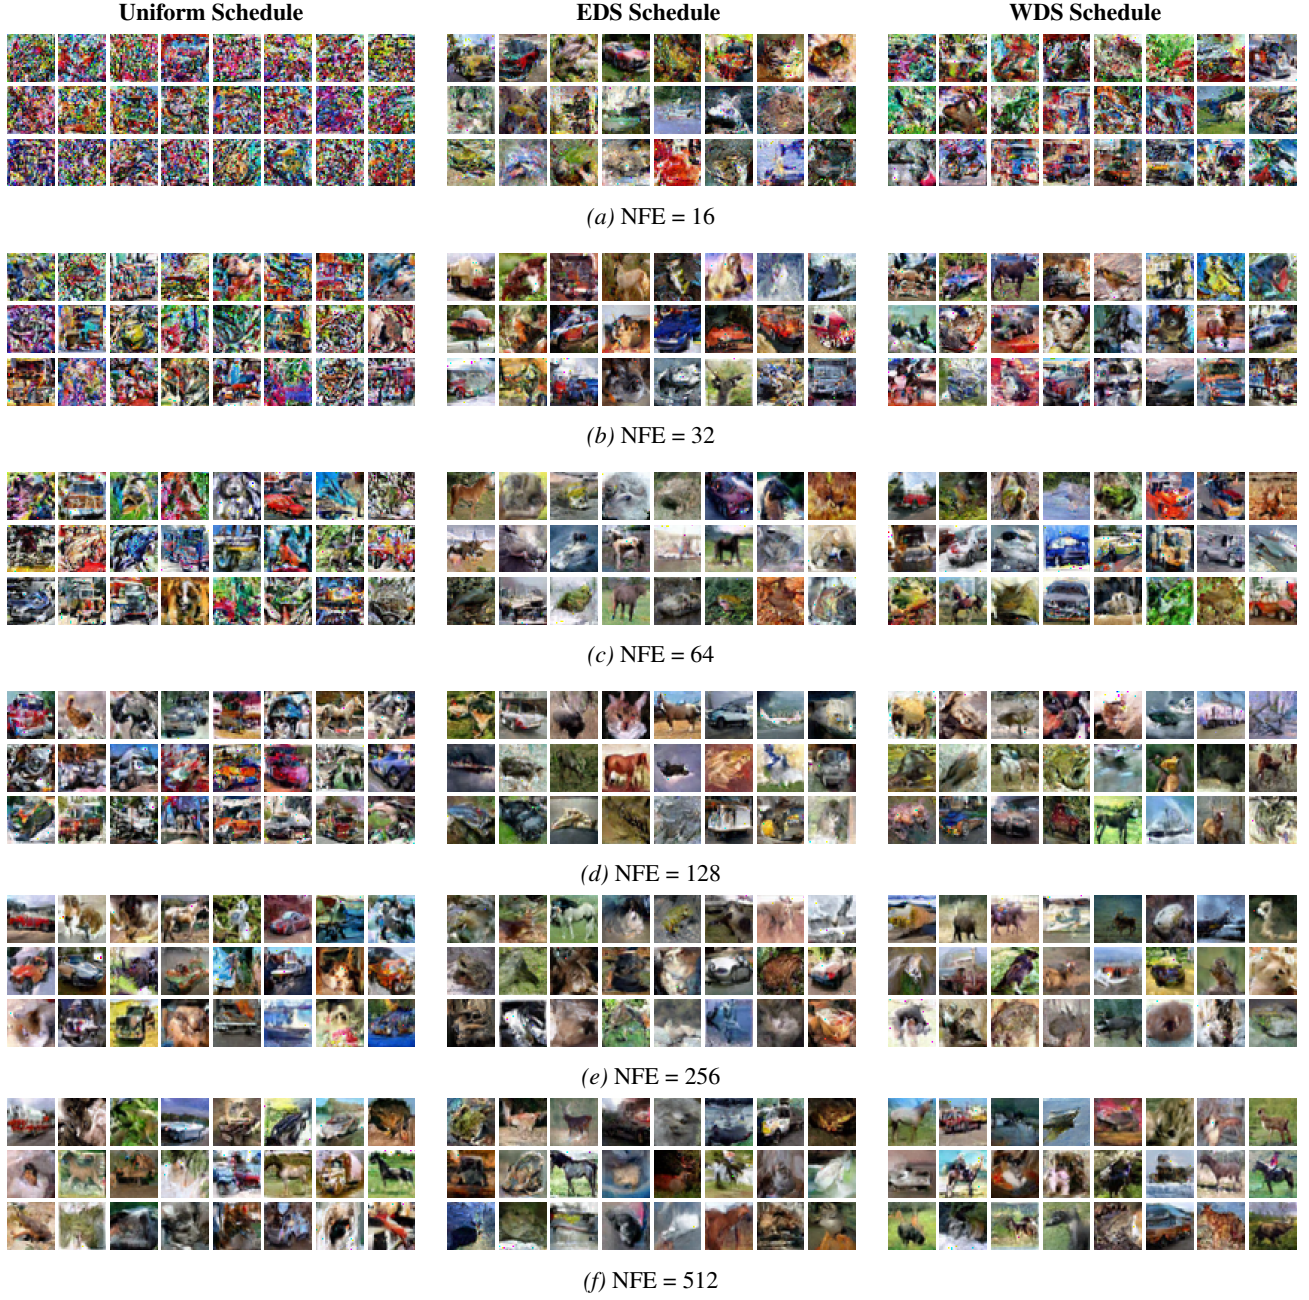 Uniform Schedule
EDS Schedule
WDS Schedule
(a) NFE = 16
(b) NFE = 32
(c) NFE = 64
(d) NFE = 128
(e) NFE = 256
(f) NFE = 512